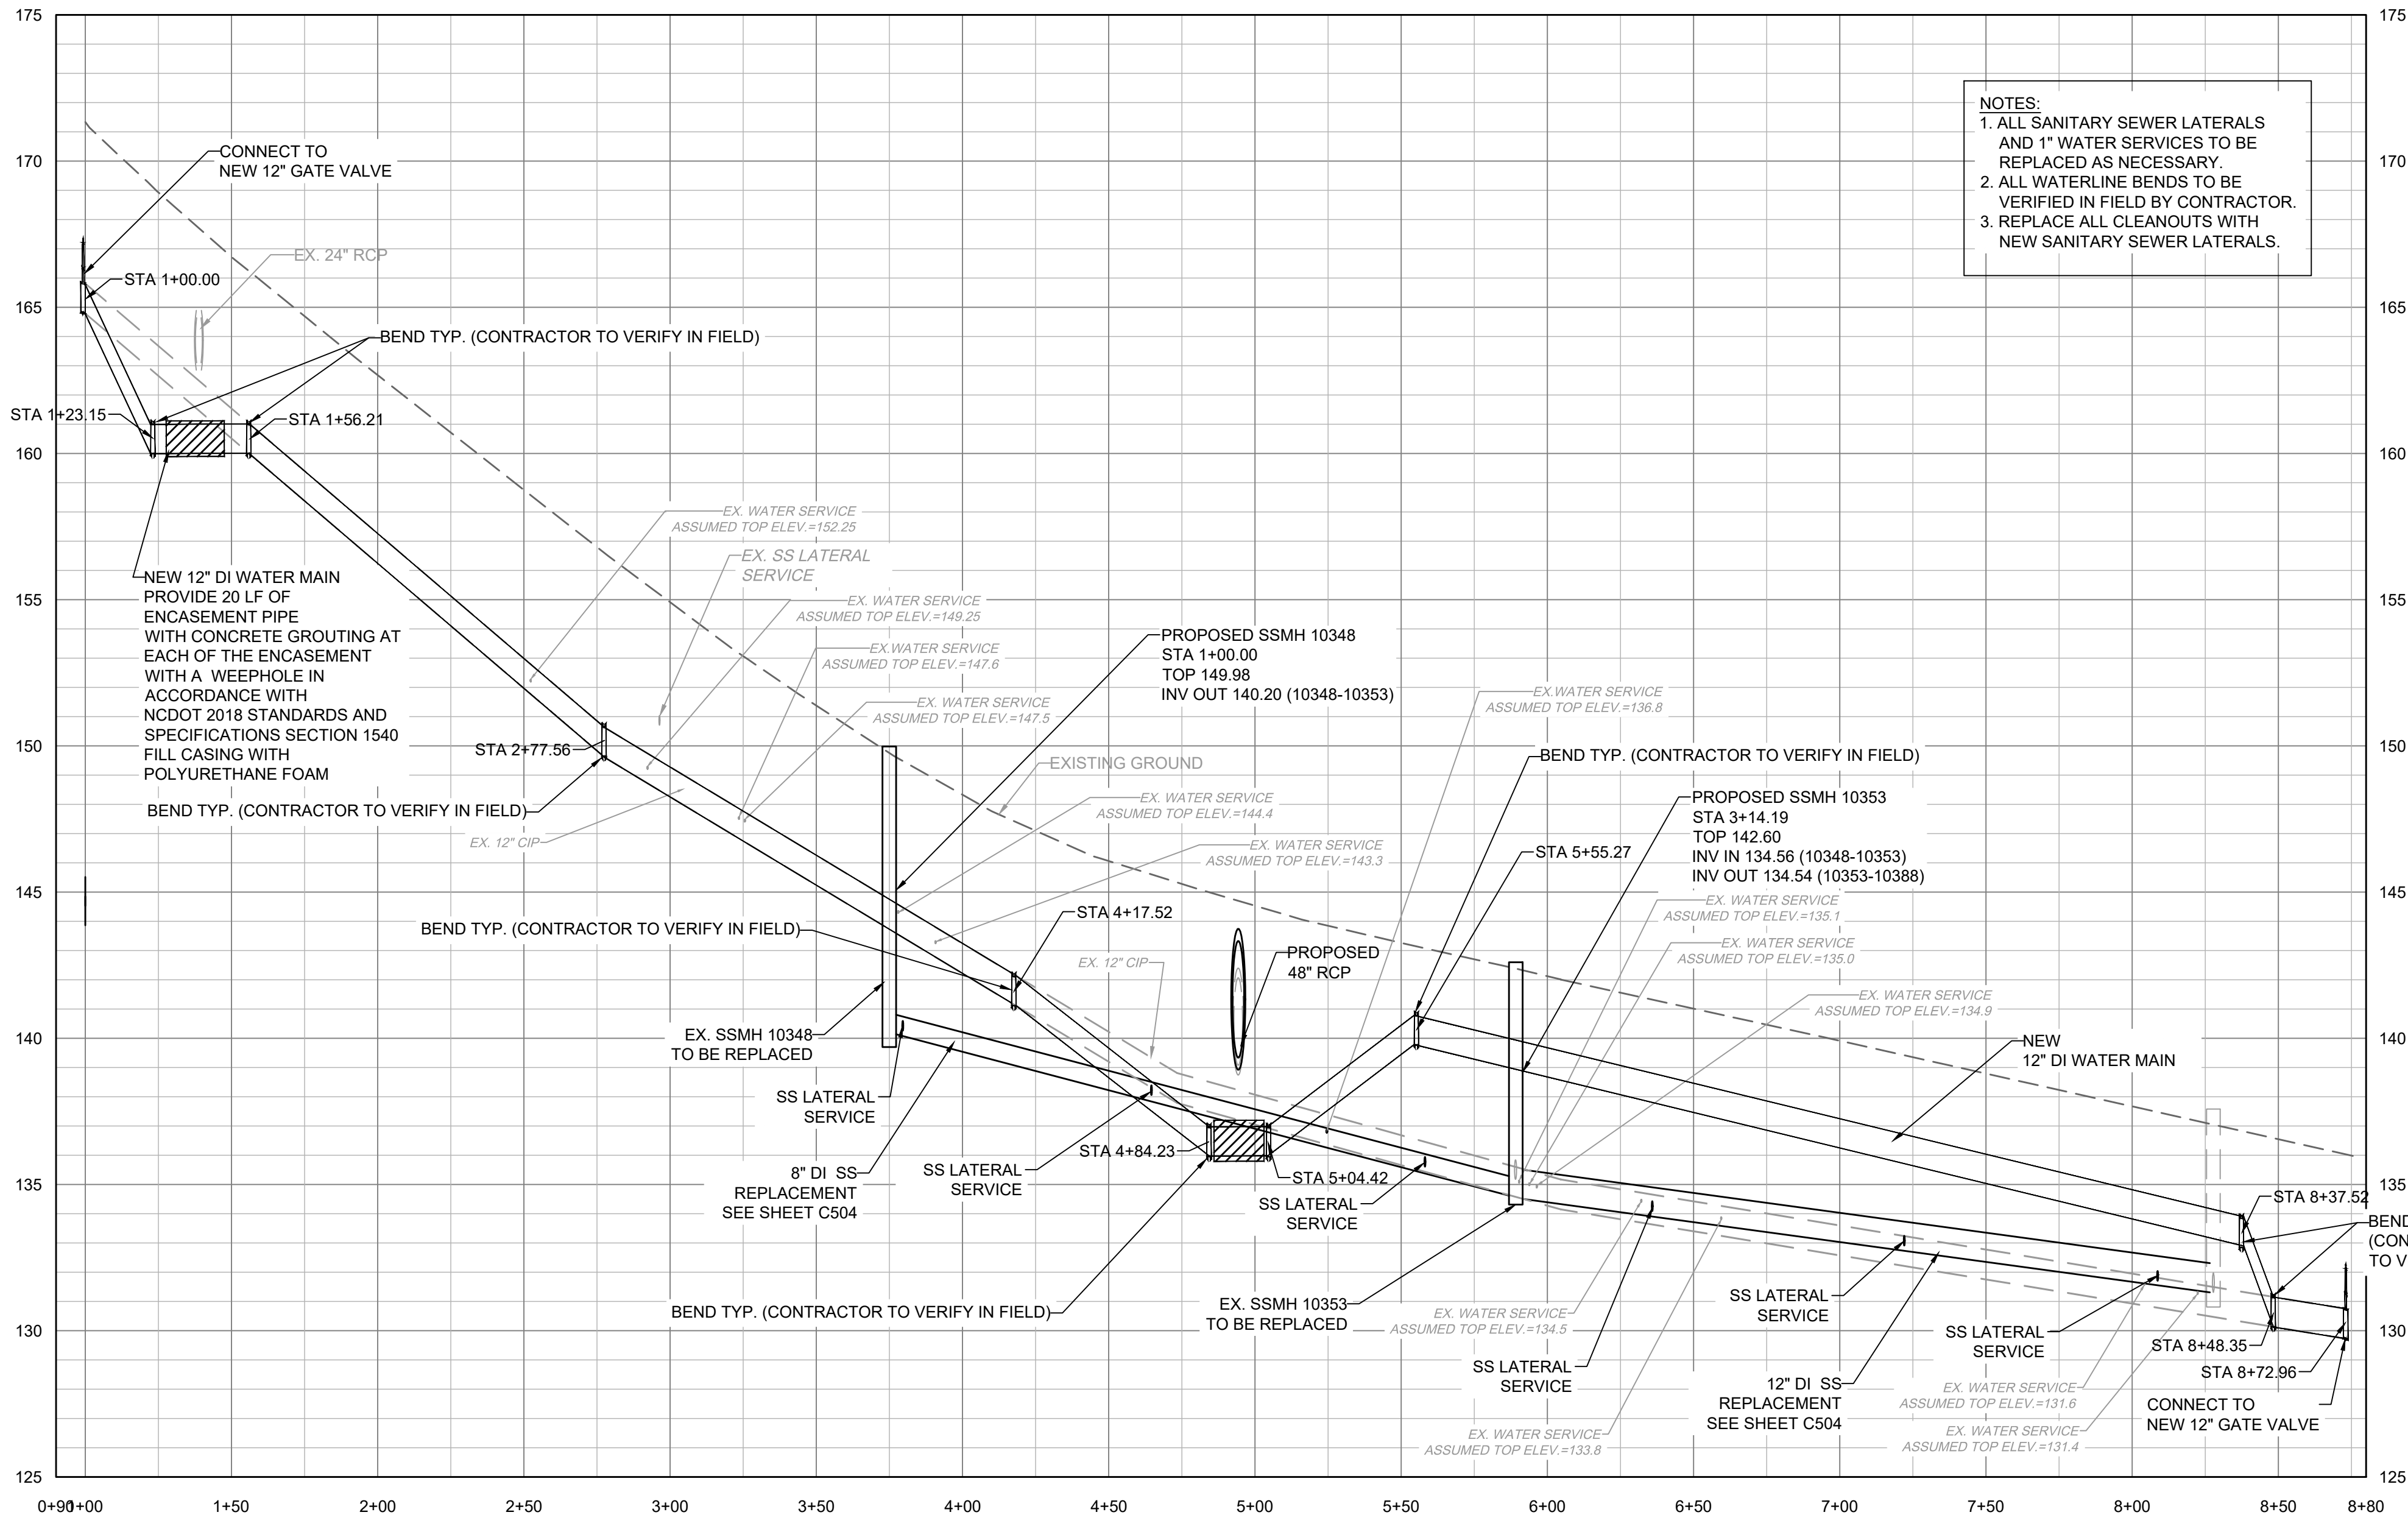 175
175
NOTES:
1. ALL SANITARY SEWER LATERALS
AND 1" WATER SERVICES TO BE
REPLACED AS NECESSARY.
2. ALL WATERLINE BENDS TO BE
VERIFIED IN FIELD BY CONTRACTOR.
3. REPLACE ALL CLEANOUTS WITH
NEW SANITARY SEWER LATERALS.
CONNECT TO
NEW 12" GATE VALVE
170
170
EX. 24" RCP
STA 1+00.00
165
165
BEND TYP. (CONTRACTOR TO VERIFY IN FIELD)
STA 1+23.15
STA 1+56.21
160
160
EX. WATER SERVICE
ASSUMED TOP ELEV.=152.25
EX. SS LATERAL
SERVICE
NEW 12" DI WATER MAIN
PROVIDE 20 LF OF
ENCASEMENT PIPE
WITH CONCRETE GROUTING AT
EACH OF THE ENCASEMENT
WITH A WEEPHOLE IN
ACCORDANCE WITH
NCDOT 2018 STANDARDS AND
SPECIFICATIONS SECTION 1540
FILL CASING WITH
POLYURETHANE FOAM
155
155
EX. WATER SERVICE
ASSUMED TOP ELEV.=149.25
EX.WATER SERVICE
ASSUMED TOP ELEV.=147.6
EX. WATER SERVICE
ASSUMED TOP ELEV.=147.5
PROPOSED SSMH 10348
STA 1+00.00
TOP 149.98
INV OUT 140.20 (10348-10353)
EX.WATER SERVICE
ASSUMED TOP ELEV.=136.8
150
150
STA 2+77.56
BEND TYP. (CONTRACTOR TO VERIFY IN FIELD)
EXISTING GROUND
BEND TYP. (CONTRACTOR TO VERIFY IN FIELD)
EX. 12" CIP
EX. WATER SERVICE
ASSUMED TOP ELEV.=144.4
EX. WATER SERVICE
ASSUMED TOP ELEV.=143.3
STA 5+55.27
PROPOSED SSMH 10353
STA 3+14.19
TOP 142.60
INV IN 134.56 (10348-10353)
INV OUT 134.54 (10353-10388)
145
145
STA 4+17.52
BEND TYP. (CONTRACTOR TO VERIFY IN FIELD)
EX. WATER SERVICE
ASSUMED TOP ELEV.=135.1
EX. WATER SERVICE
ASSUMED TOP ELEV.=135.0
EX. 12" CIP
PROPOSED
48" RCP
EX. WATER SERVICE
ASSUMED TOP ELEV.=134.9
140
140
EX. SSMH 10348
TO BE REPLACED
NEW
12" DI WATER MAIN
SS LATERAL
SERVICE
STA 4+84.23
8" DI SS
REPLACEMENT
SEE SHEET C504
SS LATERAL
SERVICE
STA 5+04.42
SS LATERAL
SERVICE
135
135
STA 8+37.52
BEND
(CON
TO V
BEND TYP. (CONTRACTOR TO VERIFY IN FIELD)
EX. SSMH 10353
TO BE REPLACED
EX. WATER SERVICE
ASSUMED TOP ELEV.=134.5
SS LATERAL
SERVICE
SS LATERAL
SERVICE
SS LATERAL
SERVICE
130
130
STA 8+48.35
STA 8+72.96
12" DI SS
REPLACEMENT
SEE SHEET C504
EX. WATER SERVICE
ASSUMED TOP ELEV.=131.6
CONNECT TO
NEW 12" GATE VALVE
EX. WATER SERVICE
ASSUMED TOP ELEV.=133.8
EX. WATER SERVICE
ASSUMED TOP ELEV.=131.4
125
125
0+90 1+00 1+50 2+00 2+50 3+00 3+50 4+00 4+50 5+00 5+50 6+00 6+50 7+00 7+50 8+00 8+50 8+80